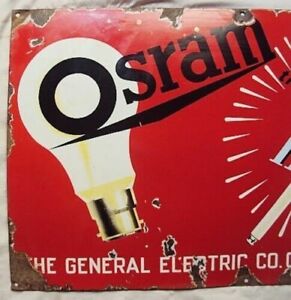 Osram
THE GENERAL ELECTRIC CO.